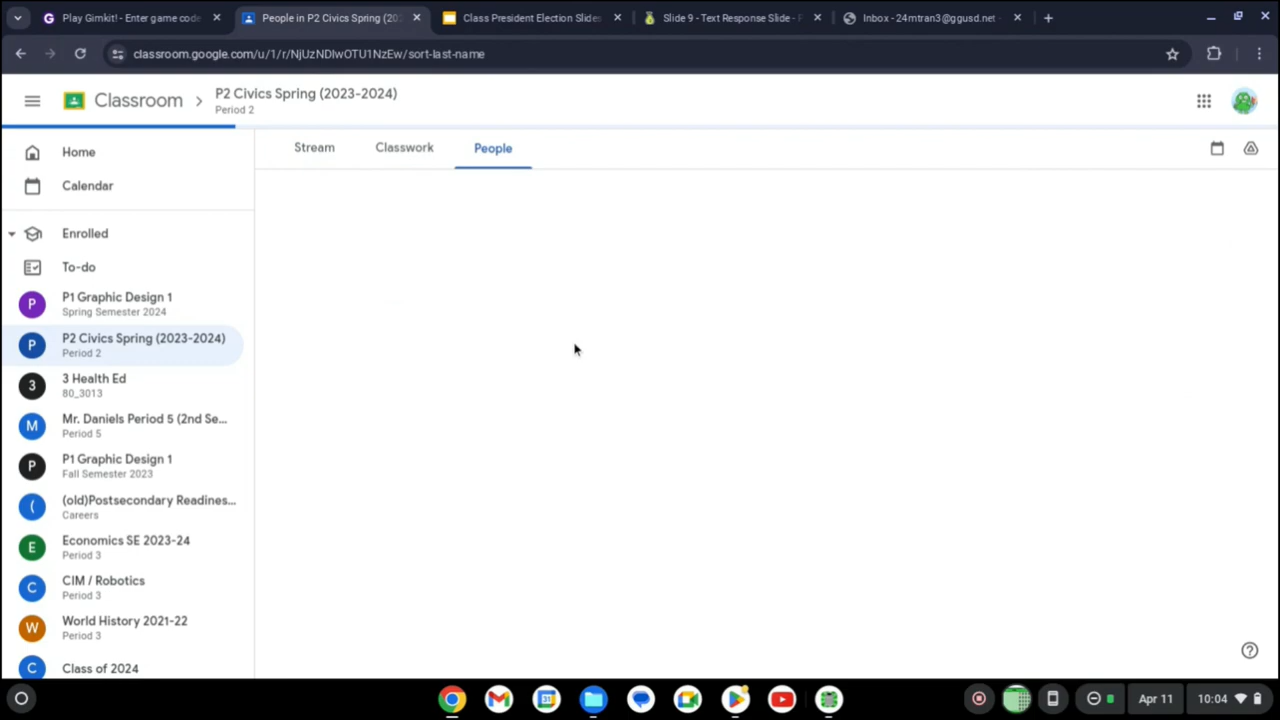 Play Gimkit! - Enter game code
People in P2 Civics Spring (202
Class President Election Slides
Slide 9 - Text Response Slide - P
Inbox - 24mtran3@ggusd.net -
classroom.google.com/u/1/r/NjUzNDIwOTU1NzEw/sort-last-name
Classroom
P2 Civics Spring (2023-2024)
Period 2
Home
Calendar
Enrolled
To-do
P
P1 Graphic Design 1
Spring Semester 2024
P
P2 Civics Spring (2023-2024)
Period 2
3
3 Health Ed
80_3013
M
Mr. Daniels Period 5 (2nd Se...
Period 5
P
P1 Graphic Design 1
Fall Semester 2023
(
(old)Postsecondary Readines...
Careers
E
Economics SE 2023-24
Period 3
C
CIM / Robotics
Period 3
W
World History 2021-22
Period 3
C
Class of 2024
Stream
Classwork
People
Apr 11
10:04